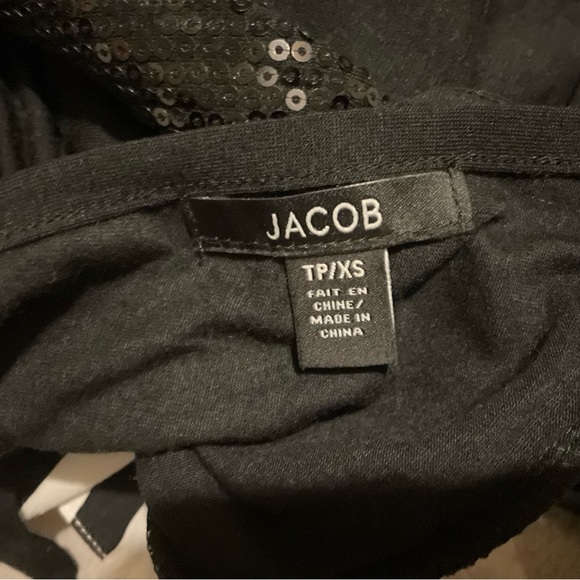 JACOB
TP/XS
FAIT EN
CHINE/
MADE IN
CHINA